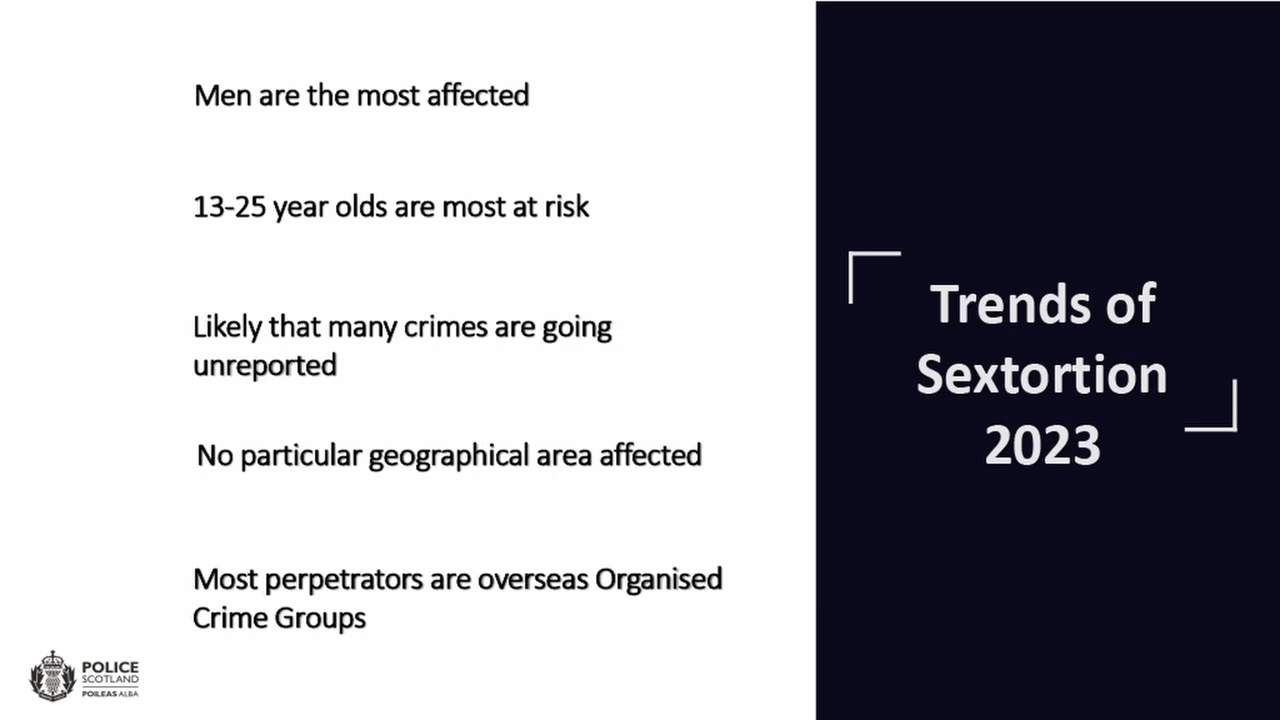 Men are the most affected
13-25 year olds are most at risk
Likely that many crimes are going
unreported
No particular geographical area affected
Most perpetrators are overseas Organised
Crime Groups
Trends of
Sextortion
2023
POLICE
SCOTLAND
POILEAS ALBA